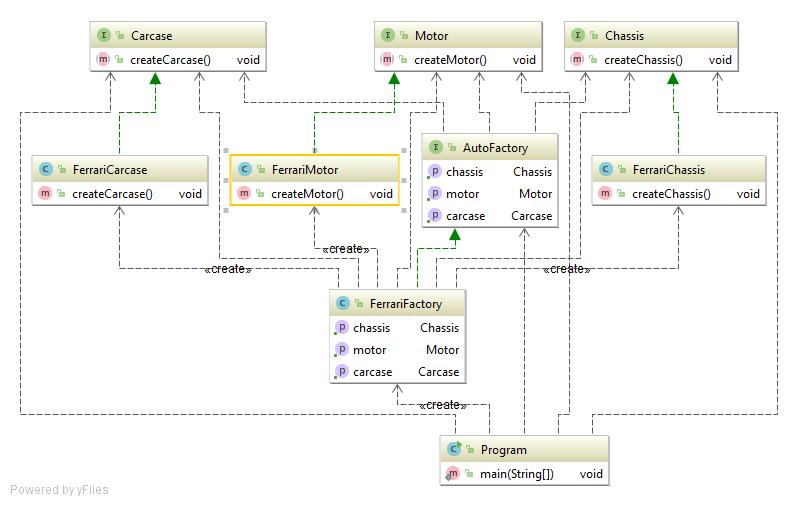 I Carcase
m createCarcase() void
I Motor
m createMotor() void
I Chassis
m createChassis() void
C FerrariCarcase
m createCarcase() void
C FerrariMotor
m createMotor() void
I AutoFactory
p chassis Chassis
p motor Motor
p carcase Carcase
C FerrariChassis
m createChassis() void
«create»
«create»
«create»
C FerrariFactory
p chassis Chassis
p motor Motor
p carcase Carcase
«create»
C Program
m main(String[]) void
Powered by yFiles